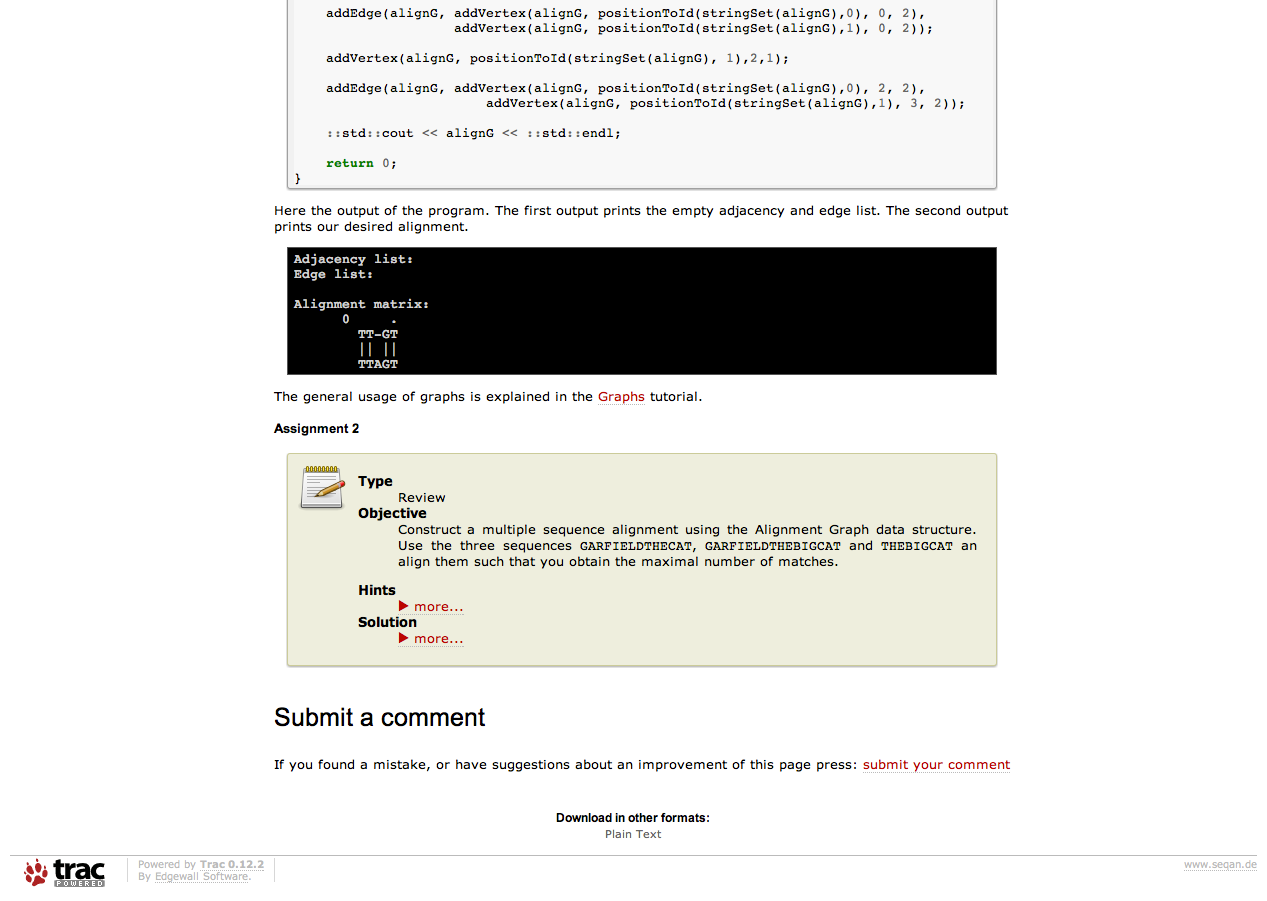 addEdge(alignG, addVertex(alignG, positionToId(stringSet(alignG),0), 0, 2),
addVertex(alignG, positionToId(stringSet(alignG),1), 0, 2));
addVertex(alignG, positionToId(stringSet(alignG), 1),2,1);
addEdge(alignG, addVertex(alignG, positionToId(stringSet(alignG),0), 2, 2),
addVertex(alignG, positionToId(stringSet(alignG),1), 3, 2));
::std::cout << alignG << ::std::endl;
return 0;
}
Here the output of the program. The first output prints the empty adjacency and edge list. The second output
prints our desired alignment.
Adjacency list:
Edge list:
Alignment matrix:
0 .
TT-GT
|| ||
TTAGT
The general usage of graphs is explained in the Graphs tutorial.
Assignment 2
Type
Review
Objective
Construct a multiple sequence alignment using the Alignment Graph data structure.
Use the three sequences GARFIELDTHECAT, GARFIELDTHEBIGCAT and THEBIGCAT an
align them such that you obtain the maximal number of matches.
Hints
▶ more...
Solution
▶ more...
Submit a comment
If you found a mistake, or have suggestions about an improvement of this page press: submit your comment
Download in other formats:
Plain Text
trac
POWERED
Powered by Trac 0.12.2
By Edgewall Software.
www.seqan.de